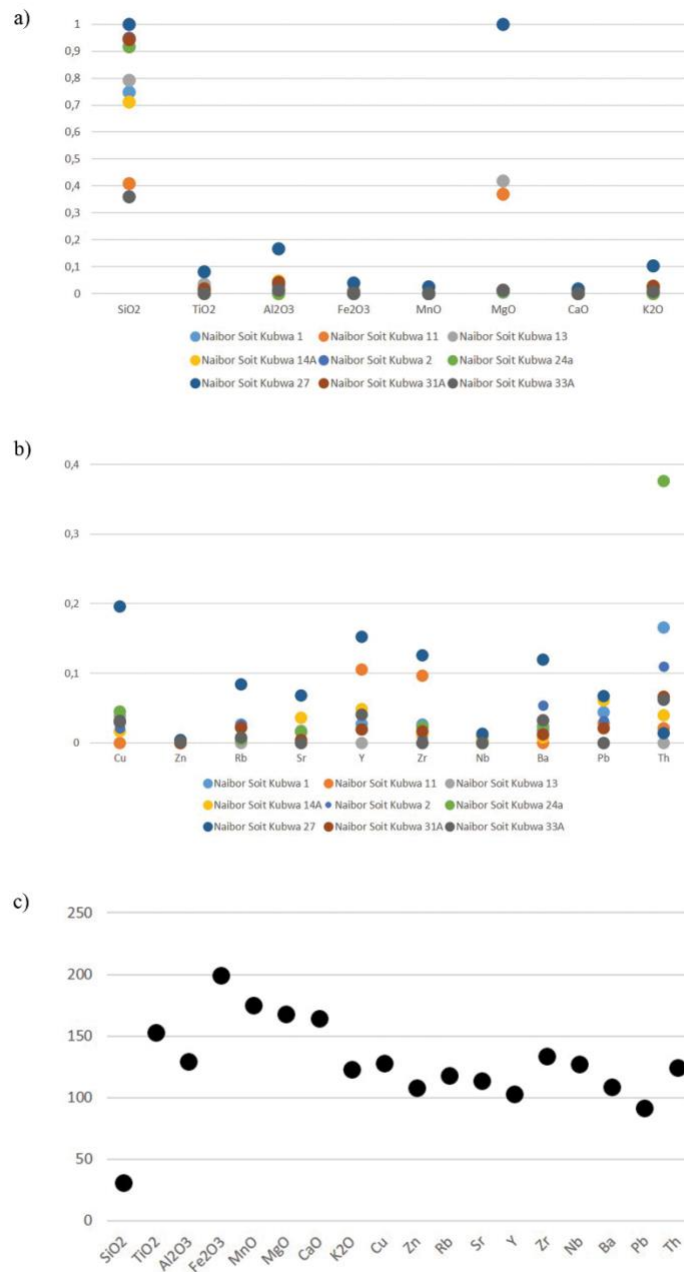 a)
1
0,9
0,8
0,7
0,6
0,5
0,4
0,3
0,2
0,1
0
SiO2 TiO2 Al2O3 Fe2O3 MnO MgO CaO K2O
Naibor Soit Kubwa 1 Naibor Soit Kubwa 11 Naibor Soit Kubwa 13
Naibor Soit Kubwa 14A Naibor Soit Kubwa 2 Naibor Soit Kubwa 24a
Naibor Soit Kubwa 27 Naibor Soit Kubwa 31A Naibor Soit Kubwa 33A
b)
0,4
0,3
0,2
0,1
0
Cu Zn Rb Sr Y Zr Nb Ba Pb Th
Naibor Soit Kubwa 1 Naibor Soit Kubwa 11 Naibor Soit Kubwa 13
Naibor Soit Kubwa 14A Naibor Soit Kubwa 2 Naibor Soit Kubwa 24a
Naibor Soit Kubwa 27 Naibor Soit Kubwa 31A Naibor Soit Kubwa 33A
c)
250
200
150
100
50
0
SiO2 TiO2 Al2O3 Fe2O3 MnO MgO CaO K2O Cu Zn Rb Sr Y Zr Nb Ba Pb Th